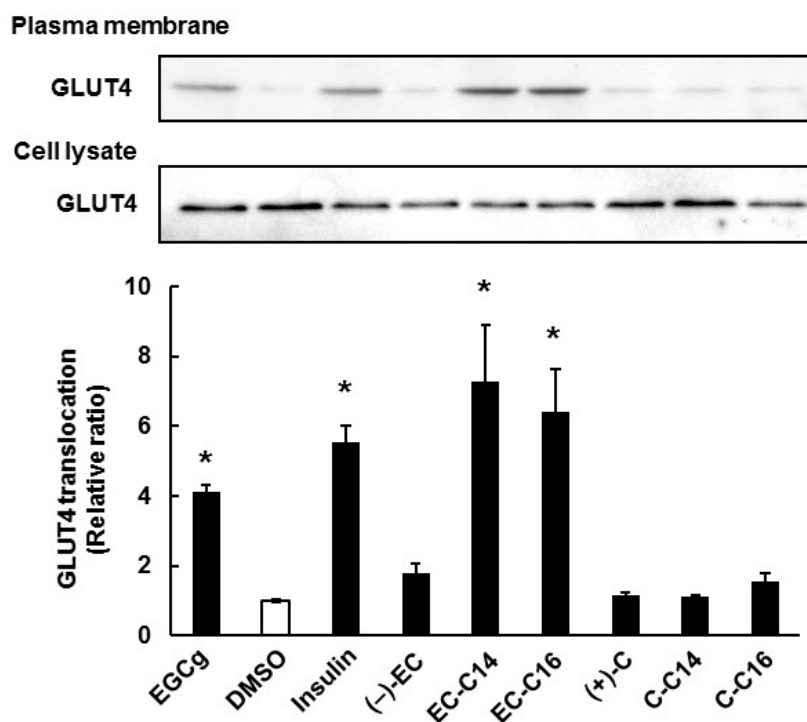 Plasma membrane
GLUT4
Cell lysate
GLUT4
10
8
6
4
2
0
GLUT4 translocation
(Relative ratio)
*
*
*
*
EGCg
DMSO
Insulin
(−)-EC
EC-C14
EC-C16
(+)-C
C-C14
C-C16